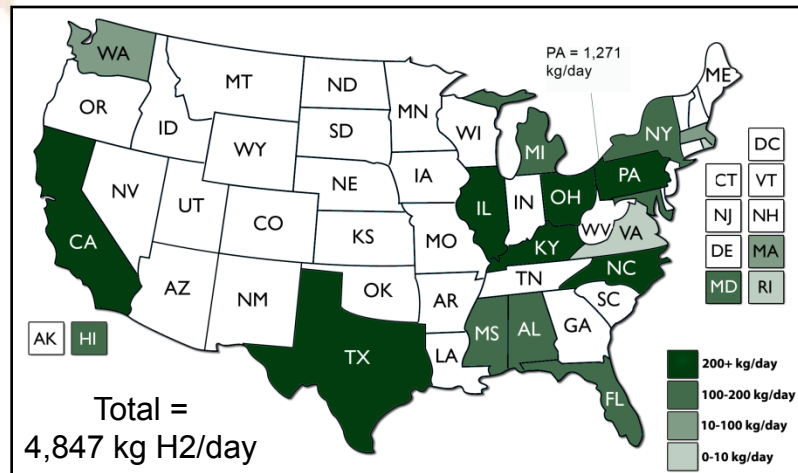 WA
MT
ND
MN
ME
OR
ID
WY
SD
WI
MI
NY
PA = 1,271
kg/day
NV
UT
CO
NE
IA
IL
IN
OH
PA
CA
KS
MO
KY
WV
VA
AZ
NM
OK
AR
TN
NC
SC
TX
LA
MS
AL
GA
FL
DC
CT
VT
NJ
NH
DE
MA
MD
RI
AK
HI
200+ kg/day
100-200 kg/day
10-100 kg/day
0-10 kg/day
Total =
4,847 kg H2/day